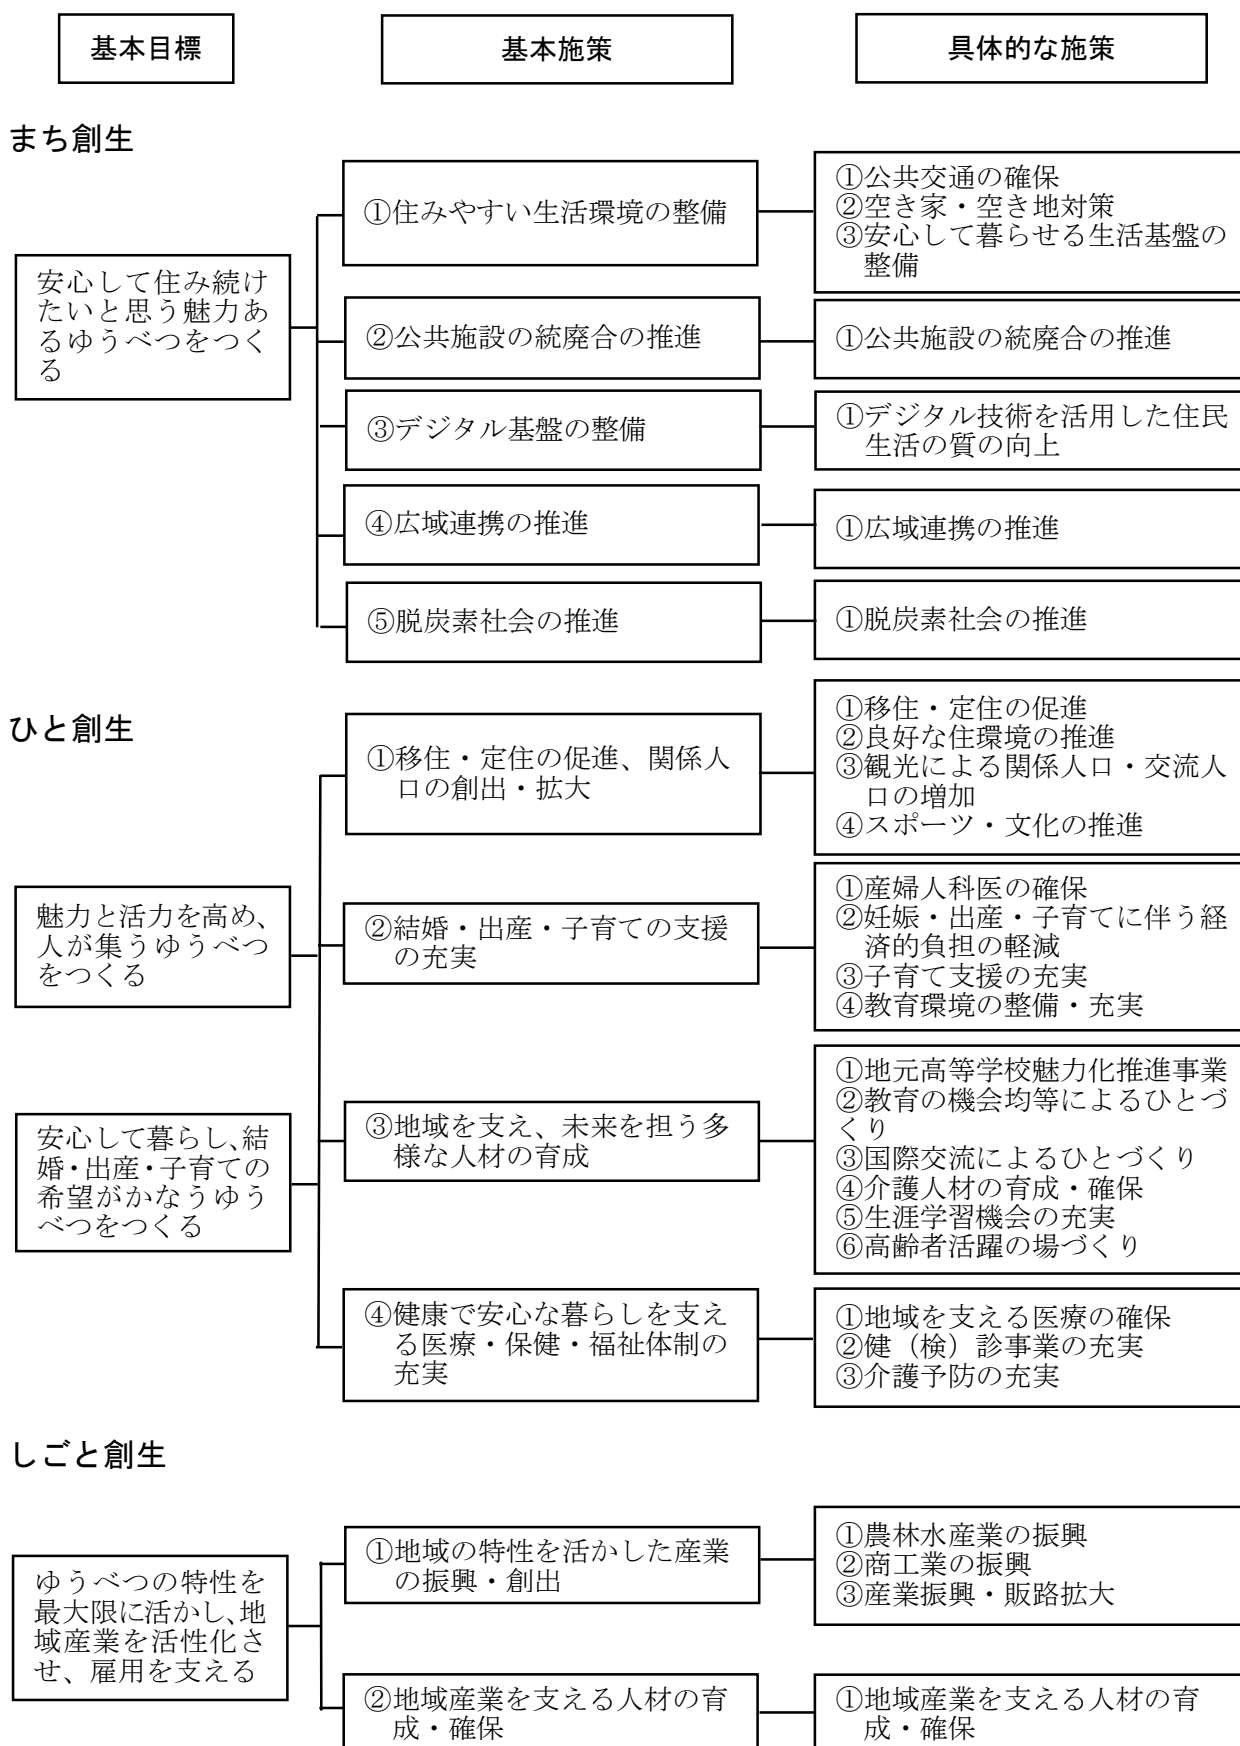 基本目標
基本施策
具体的な施策
まち創生
安心して住み続け
たいと思う魅力あ
るゆうべつをつく
る
①住みやすい生活環境の整備
①公共交通の確保
②空き家・空き地対策
③安心して暮らせる生活基盤の
整備
②公共施設の統廃合の推進
①公共施設の統廃合の推進
③デジタル基盤の整備
①デジタル技術を活用した住民
生活の質の向上
④広域連携の推進
①広域連携の推進
⑤脱炭素社会の推進
①脱炭素社会の推進
ひと創生
魅力と活力を高め、
人が集うゆうべつ
をつくる
安心して暮らし、結
婚・出産・子育ての
希望がかなうゆう
べつをつくる
①移住・定住の促進、関係人
口の創出・拡大
①移住・定住の促進
②良好な住環境の推進
③観光による関係人口・交流人
口の増加
④スポーツ・文化の推進
②結婚・出産・子育ての支援
の充実
①産婦人科医の確保
②妊娠・出産・子育てに伴う経
済的負担の軽減
③子育て支援の充実
④教育環境の整備・充実
③地域を支え、未来を担う多
様な人材の育成
①地元高等学校魅力化推進事業
②教育の機会均等によるひとづ
くり
③国際交流によるひとづくり
④介護人材の育成・確保
⑤生涯学習機会の充実
⑥高齢者活躍の場づくり
④健康で安心な暮らしを支え
る医療・保健・福祉体制の
充実
①地域を支える医療の確保
②健（検）診事業の充実
③介護予防の充実
しごと創生
ゆうべつの特性を
最大限に活かし、地
域産業を活性化さ
せ、雇用を支える
①地域の特性を活かした産業
の振興・創出
①農林水産業の振興
②商工業の振興
③産業振興・販路拡大
②地域産業を支える人材の育
成・確保
①地域産業を支える人材の育
成・確保